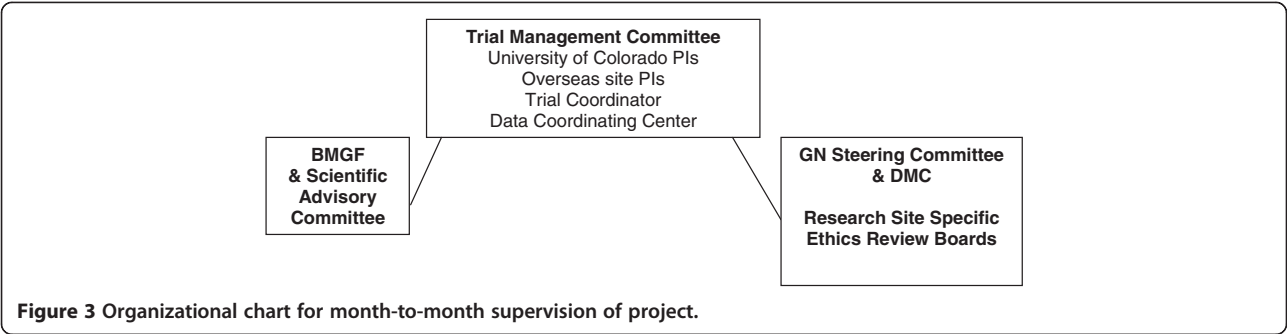 Trial Management Committee
University of Colorado PIs
Overseas site PIs
Trial Coordinator
Data Coordinating Center
BMGF
& Scientific
Advisory
Committee
GN Steering Committee
& DMC
Research Site Specific
Ethics Review Boards
Figure 3 Organizational chart for month-to-month supervision of project.